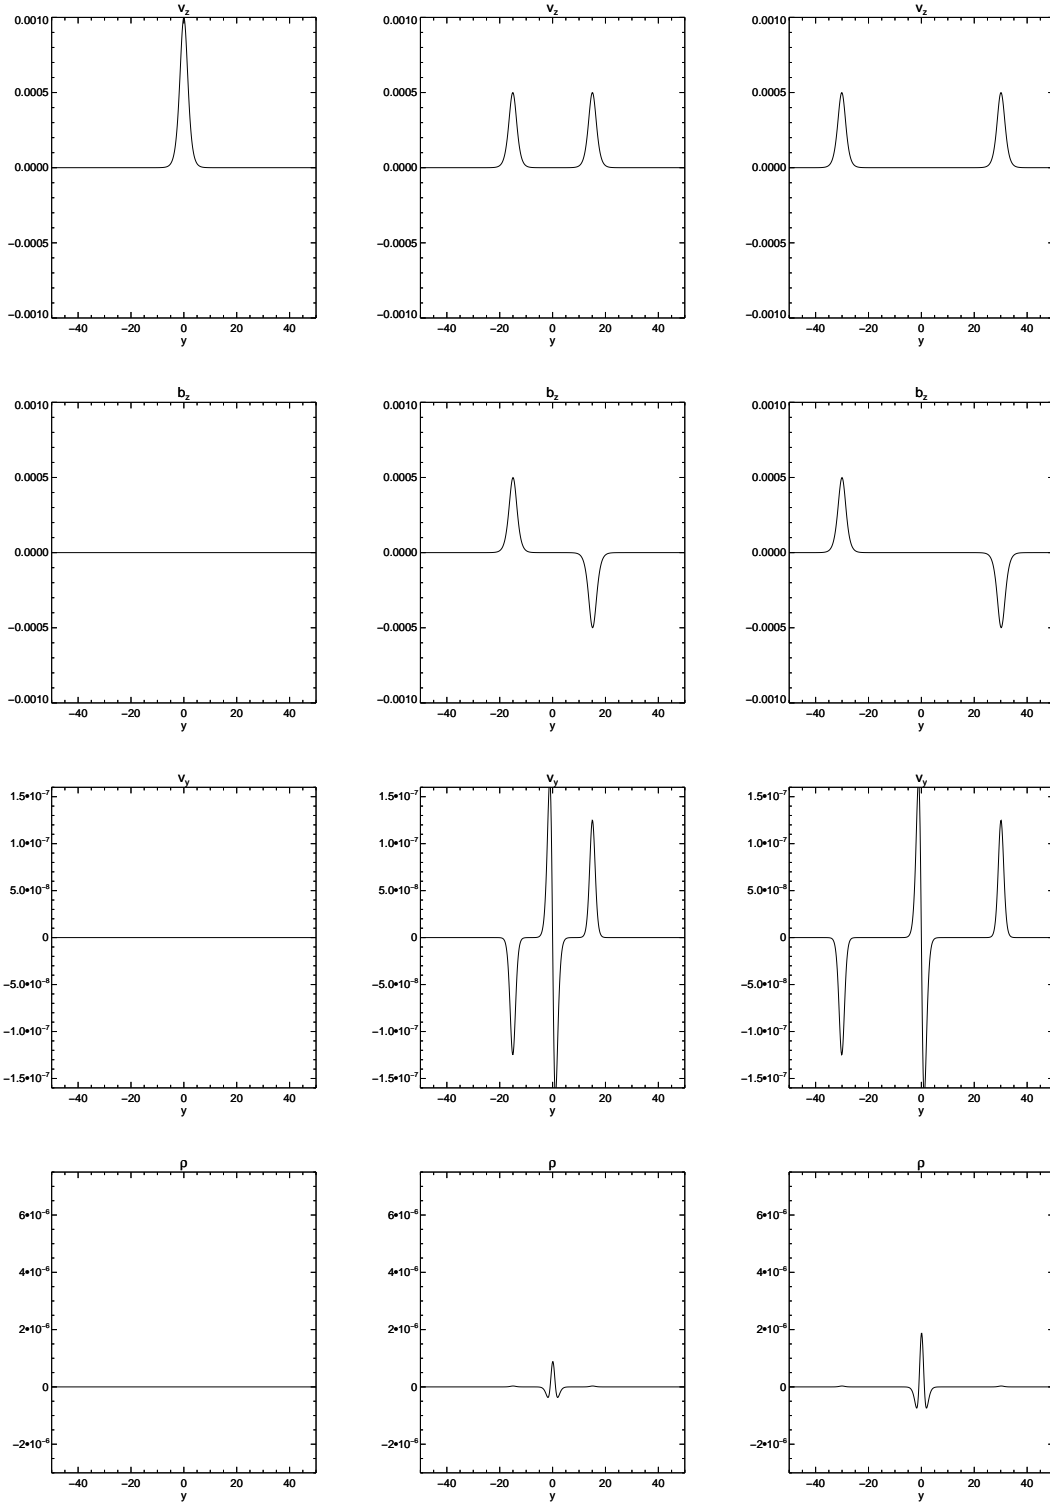 v_z v_z v_z
0.0010 0.0010 0.0010
0.0005 0.0005 0.0005
0.0000 0.0000 0.0000
−0.0005 −0.0005 −0.0005
−0.0010 −0.0010 −0.0010
−40 −20 0 20 40 −40 −20 0 20 40 −40 −20 0 20 40
y y y
b_z b_z b_z
0.0010 0.0010 0.0010
0.0005 0.0005 0.0005
0.0000 0.0000 0.0000
−0.0005 −0.0005 −0.0005
−0.0010 −0.0010 −0.0010
−40 −20 0 20 40 −40 −20 0 20 40 −40 −20 0 20 40
y y y
v_y v_y v_y
1.5•10⁻⁷ 1.5•10⁻⁷ 1.5•10⁻⁷
1.0•10⁻⁷ 1.0•10⁻⁷ 1.0•10⁻⁷
5.0•10⁻⁸ 5.0•10⁻⁸ 5.0•10⁻⁸
0 0 0
−5.0•10⁻⁸ −5.0•10⁻⁸ −5.0•10⁻⁸
−1.0•10⁻⁷ −1.0•10⁻⁷ −1.0•10⁻⁷
−1.5•10⁻⁷ −1.5•10⁻⁷ −1.5•10⁻⁷
−40 −20 0 20 40 −40 −20 0 20 40 −40 −20 0 20 40
y y y
ρ ρ ρ
6•10⁻⁶ 6•10⁻⁶ 6•10⁻⁶
4•10⁻⁶ 4•10⁻⁶ 4•10⁻⁶
2•10⁻⁶ 2•10⁻⁶ 2•10⁻⁶
0 0 0
−2•10⁻⁶ −2•10⁻⁶ −2•10⁻⁶
−40 −20 0 20 40 −40 −20 0 20 40 −40 −20 0 20 40
y y y